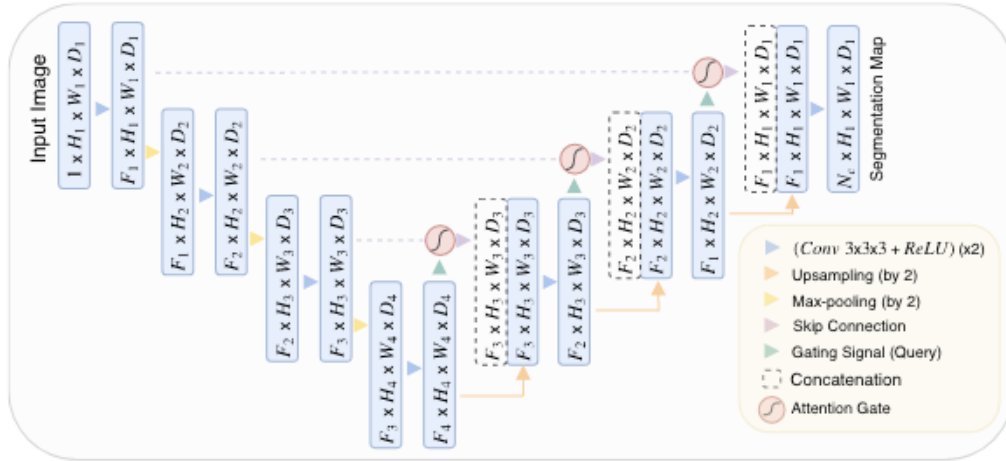 Input Image
1 x H₁ x W₁ x D₁
F₁ x H₁ x W₁ x D₁
F₁ x H₂ x W₂ x D₂
F₂ x H₂ x W₂ x D₂
F₂ x H₃ x W₃ x D₃
F₃ x H₃ x W₃ x D₃
F₃ x H₄ x W₄ x D₄
F₄ x H₄ x W₄ x D₄
F₃ x H₃ x W₃ x D₃
F₃ x H₃ x W₃ x D₃
F₂ x H₃ x W₃ x D₃
F₂ x H₂ x W₂ x D₂
F₂ x H₂ x W₂ x D₂
F₁ x H₂ x W₂ x D₂
F₁ x H₁ x W₁ x D₁
F₁ x H₁ x W₁ x D₁
N_c x H₁ x W₁ x D₁
Segmentation Map
(Conv 3x3x3 + ReLU) (x2)
Upsampling (by 2)
Max-pooling (by 2)
Skip Connection
Gating Signal (Query)
Concatenation
Attention Gate